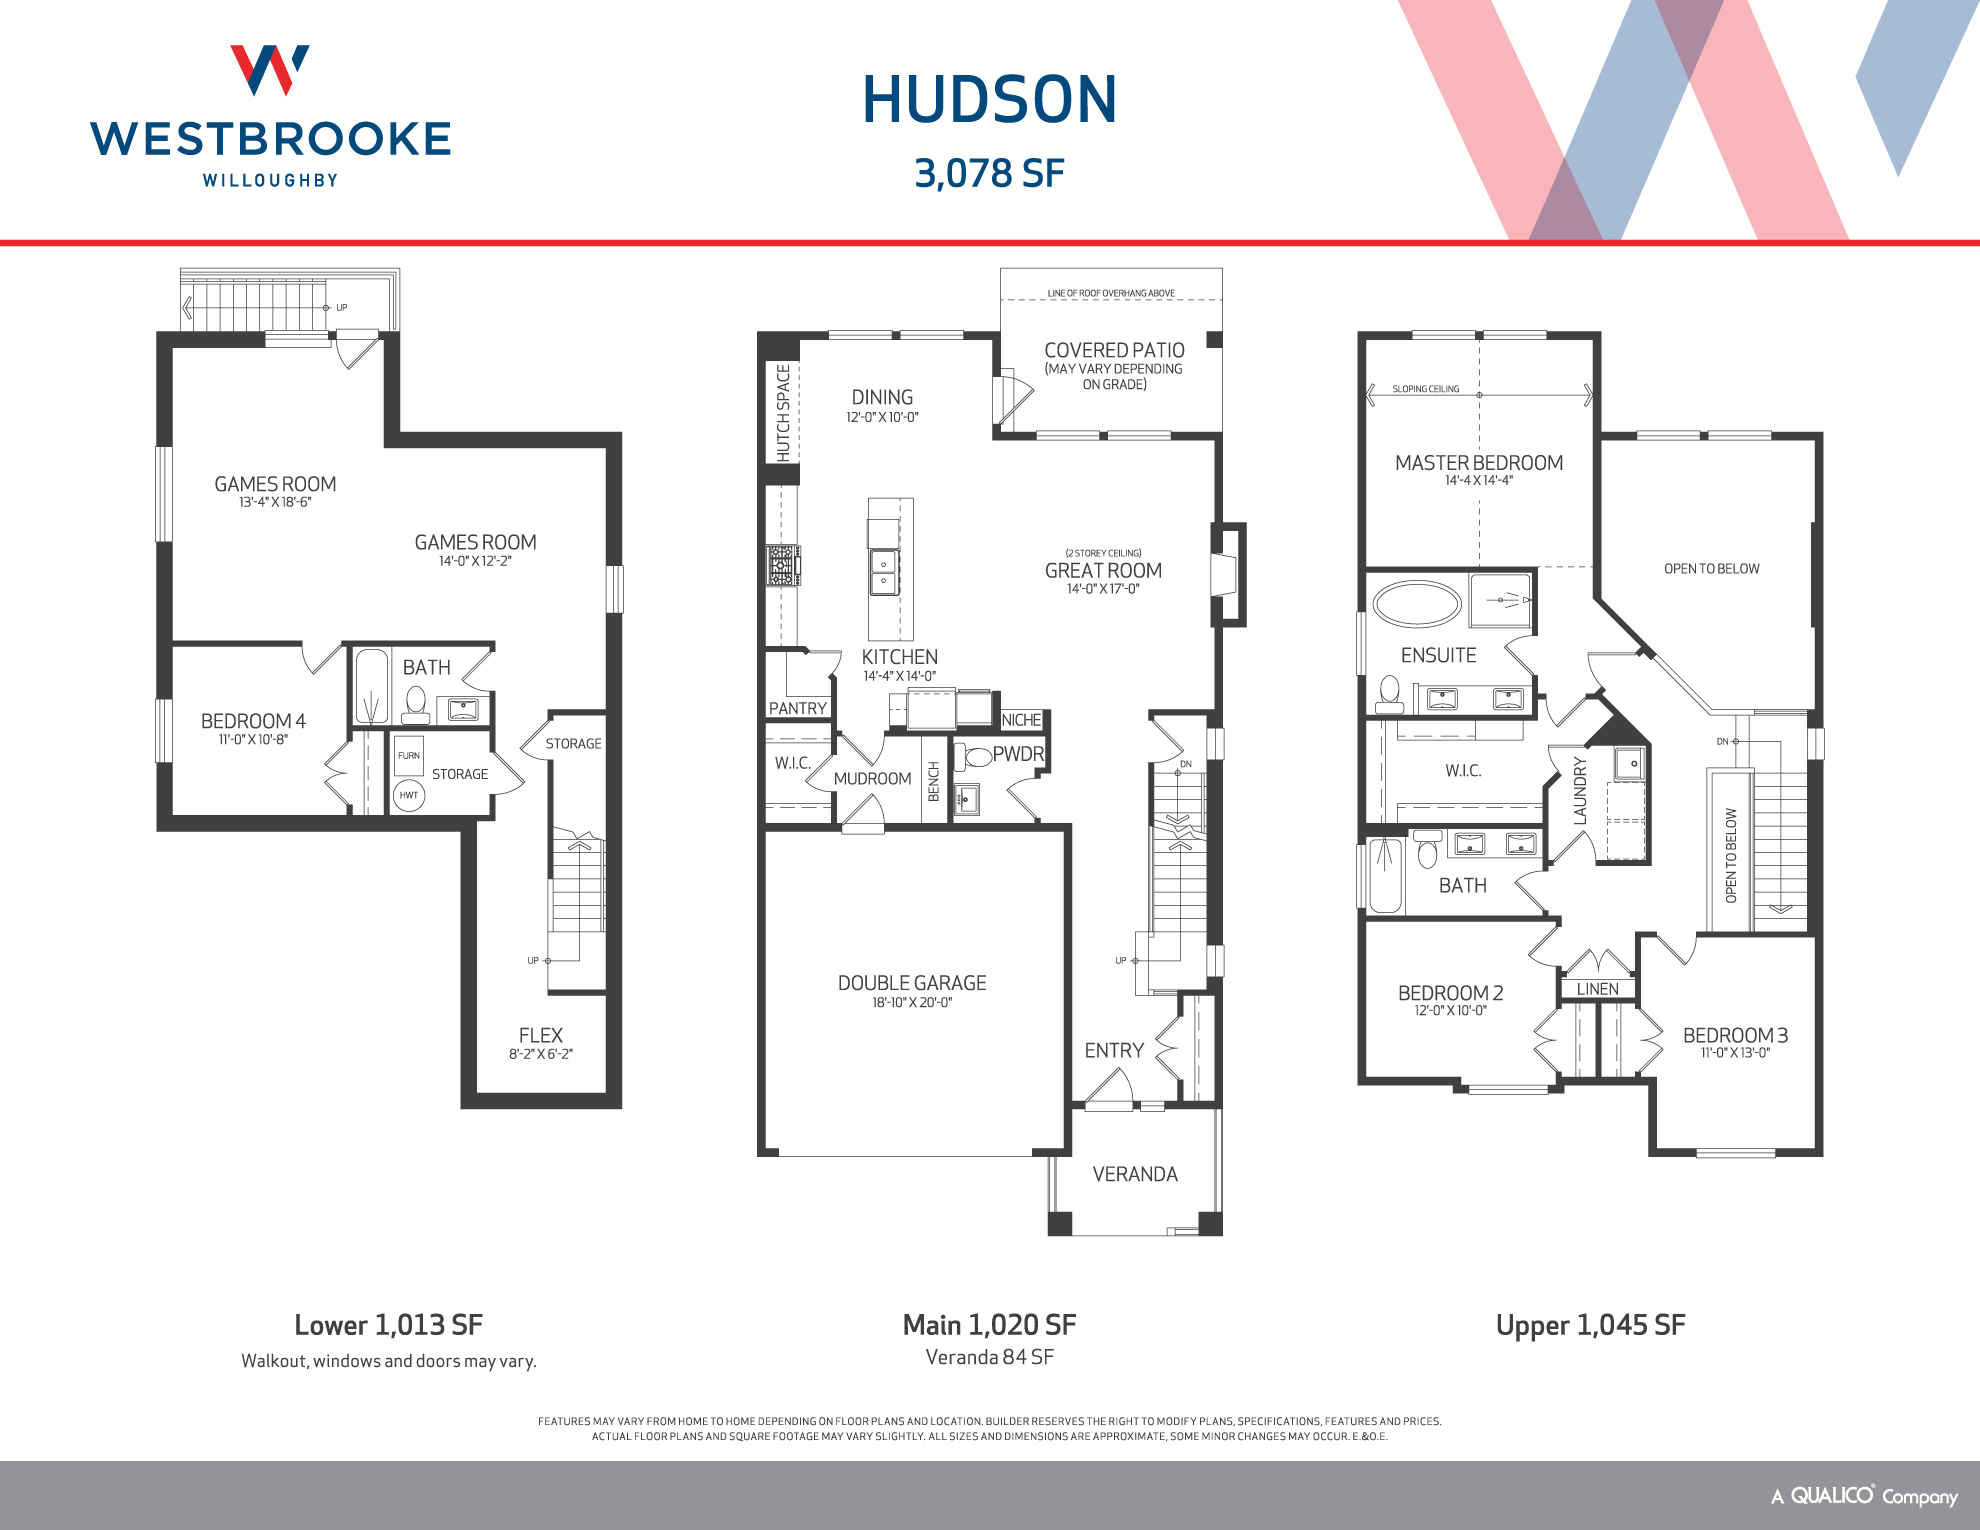 WESTBROOKE
WILLOUGHBY
HUDSON
3,078 SF
UP
GAMES ROOM
13'-4" X 18'-6"
GAMES ROOM
14'-0" X 12'-2"
BATH
BEDROOM 4
11'-0" X 10'-8"
STORAGE
FURN
STORAGE
HWT
UP
FLEX
8'-2" X 6'-2"
LINE OF ROOF OVERHANG ABOVE
COVERED PATIO
(MAY VARY DEPENDING
ON GRADE)
HUTCH SPACE
DINING
12'-0" X 10'-0"
(2 STOREY CEILING)
GREAT ROOM
14'-0" X 17'-0"
KITCHEN
14'-4" X 14'-0"
PANTRY
NICHE
W.I.C.
MUDROOM
BENCH
PWDR
DN
UP
DOUBLE GARAGE
18'-10" X 20'-0"
ENTRY
VERANDA
SLOPING CEILING
MASTER BEDROOM
14'-4 X 14'-4"
OPEN TO BELOW
ENSUITE
DN
W.I.C.
LAUNDRY
OPEN TO BELOW
BATH
BEDROOM 2
12'-0" X 10'-0"
LINEN
BEDROOM 3
11'-0" X 13'-0"
Lower 1,013 SF
Walkout, windows and doors may vary.
Main 1,020 SF
Veranda 84 SF
Upper 1,045 SF
FEATURES MAY VARY FROM HOME TO HOME DEPENDING ON FLOOR PLANS AND LOCATION. BUILDER RESERVES THE RIGHT TO MODIFY PLANS, SPECIFICATIONS, FEATURES AND PRICES.
ACTUAL FLOOR PLANS AND SQUARE FOOTAGE MAY VARY SLIGHTLY. ALL SIZES AND DIMENSIONS ARE APPROXIMATE, SOME MINOR CHANGES MAY OCCUR. E.&O.E.
A QUALICO® Company